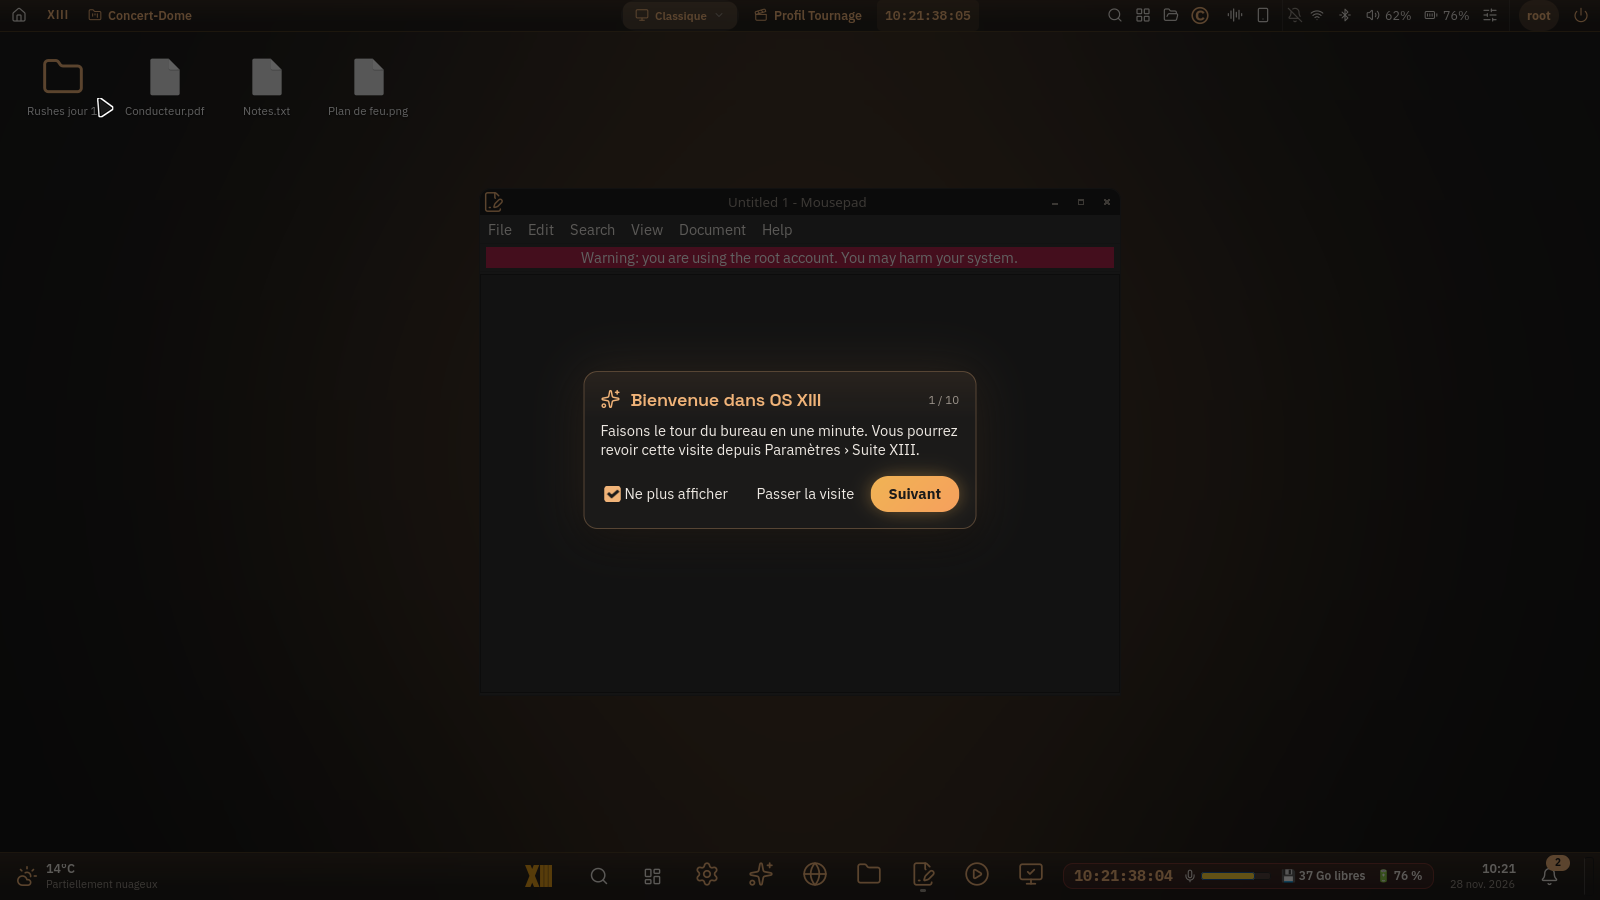 XIII
Concert-Dome
Classique
Profil Tournage
10:21:38:05
62%
76%
root
Rushes jour 1
Conducteur.pdf
Notes.txt
Plan de feu.png
Untitled 1 - Mousepad
File Edit Search View Document Help
Warning: you are using the root account. You may harm your system.
Bienvenue dans OS XIII
1 / 10
Faisons le tour du bureau en une minute. Vous pourrez
revoir cette visite depuis Paramètres › Suite XIII.
Ne plus afficher
Passer la visite
Suivant
14°C
Partiellement nuageux
XIII
10:21:38:04
37 Go libres
76 %
10:21
28 nov. 2026
2